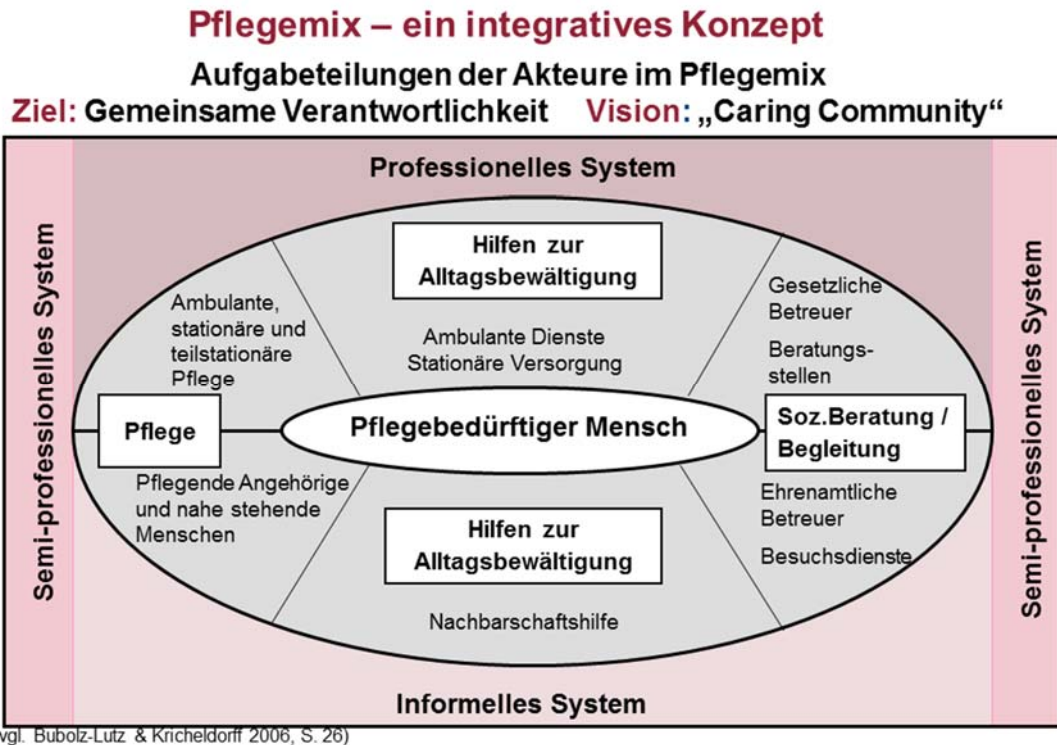 Pflegemix – ein integratives Konzept
Aufgabeteilungen der Akteure im Pflegemix
Ziel: Gemeinsame Verantwortlichkeit Vision: „Caring Community“
Professionelles System
Semi-professionelles System
Hilfen zur
Alltagsbewältigung
Ambulante Dienste
Stationäre Versorgung
Ambulante,
stationäre und
teilstationäre
Pflege
Gesetzliche
Betreuer
Beratungs-
stellen
Pflege
Pflegebedürftiger Mensch
Soz.Beratung /
Begleitung
Pflegende Angehörige
und nahe stehende
Menschen
Hilfen zur
Alltagsbewältigung
Nachbarschaftshilfe
Ehrenamtliche
Betreuer
Besuchsdienste
Semi-professionelles System
Informelles System
vgl. Bubolz-Lutz & Kricheldorff 2006, S. 26)